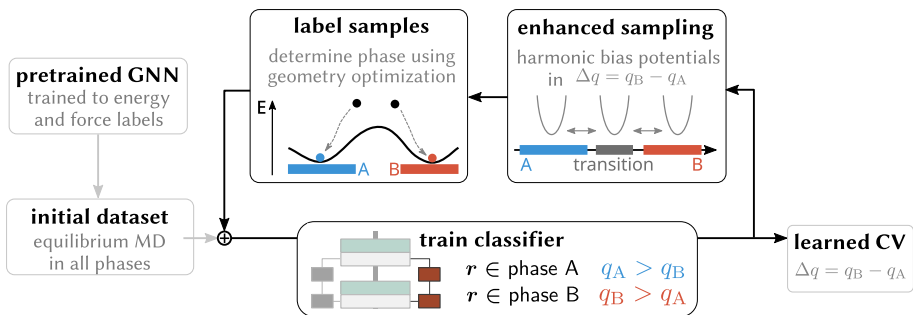 pretrained GNN
trained to energy
and force labels
initial dataset
equilibrium MD
in all phases
label samples
determine phase using
geometry optimization
E
A
B
enhanced sampling
harmonic bias potentials
in Δq = q_B − q_A
A
transition
B
train classifier
r ∈ phase A q_A > q_B
r ∈ phase B q_B > q_A
learned CV
Δq = q_B − q_A